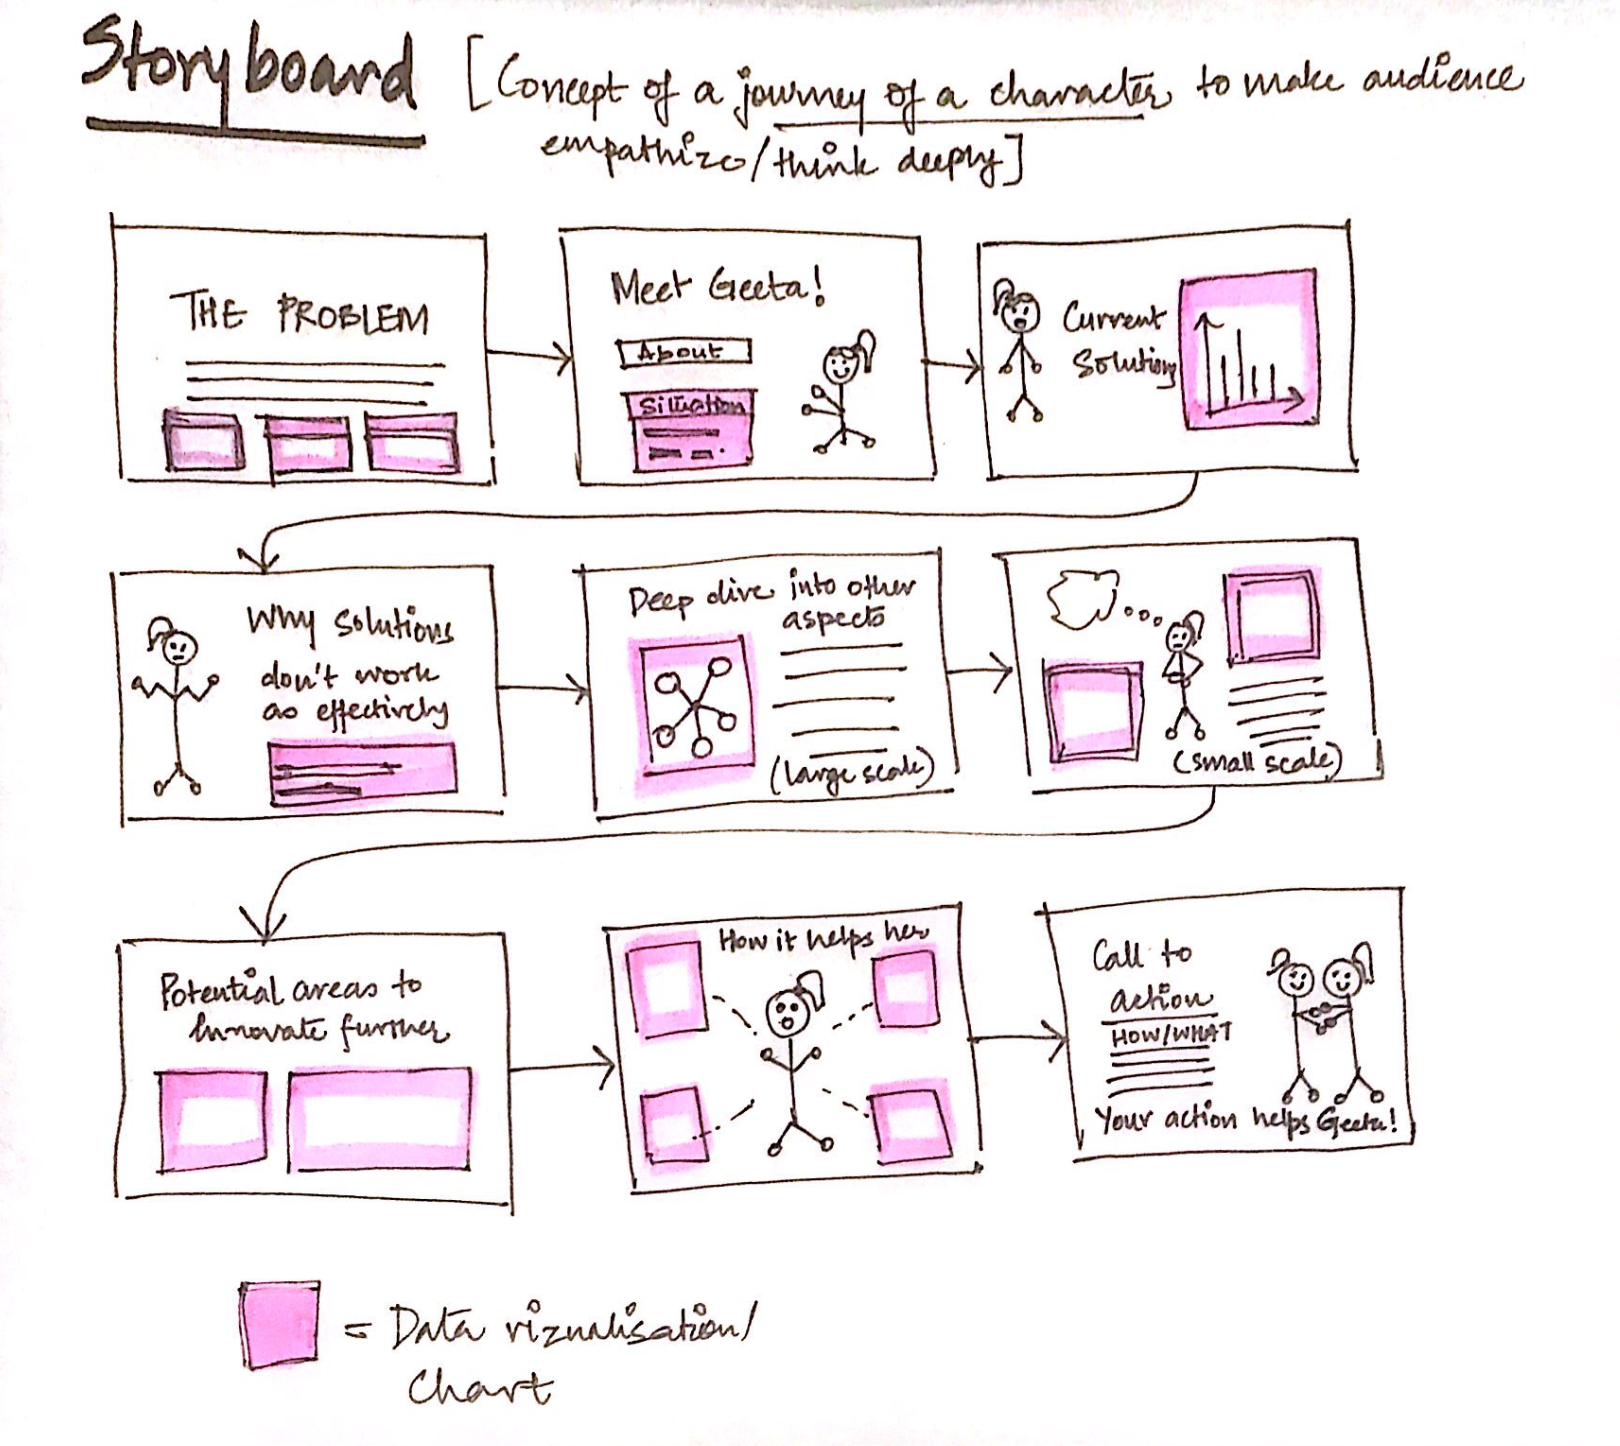 Storyboard [Concept of a journey of a character to make audience
empathize/think deeply]
THE PROBLEM
Meet Geeta!
About
Situation
Current
Solutions
Why solutions
don't work
as effectively
Deep dive into other
aspects
(large scale)
(small scale)
Potential areas to
Innovate further
How it helps her
Call to
action
HOW/WHAT
Your action helps Geeta!
= Data vizualisation/
Chart